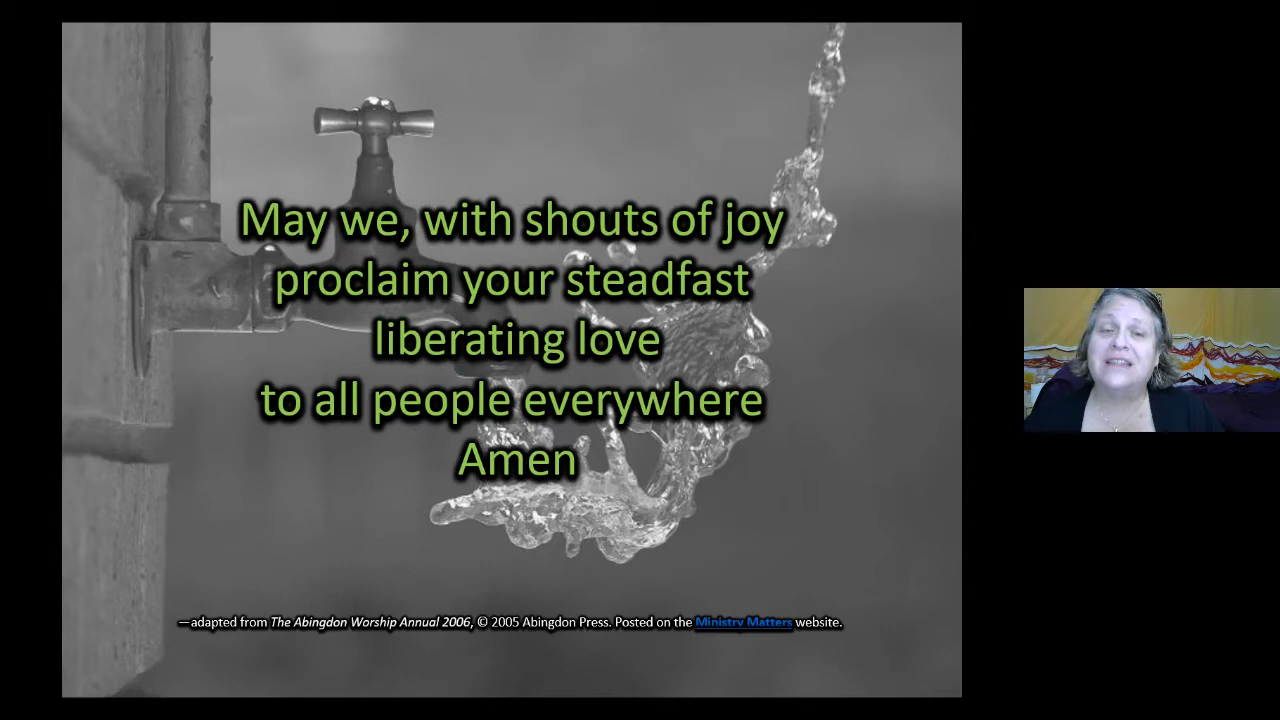 May we, with shouts of joy
proclaim your steadfast
liberating love
to all people everywhere
Amen
—adapted from The Abingdon Worship Annual 2006, © 2005 Abingdon Press. Posted on the Ministry Matters website.